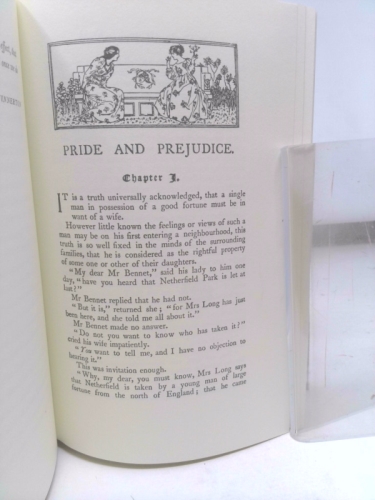 PRIDE AND PREJUDICE.
Chapter I.
IT is a truth universally acknowledged, that a single
man in possession of a good fortune must be in
want of a wife.
However little known the feelings or views of such a
man may be on his first entering a neighbourhood, this
truth is so well fixed in the minds of the surrounding
families, that he is considered as the rightful property
of some one or other of their daughters.
"My dear Mr Bennet," said his lady to him one
day, "have you heard that Netherfield Park is let at
last?"
Mr Bennet replied that he had not.
"But it is," returned she; "for Mrs Long has just
been here, and she told me all about it."
Mr Bennet made no answer.
"Do not you want to know who has taken it?"
cried his wife impatiently.
"You want to tell me, and I have no objection to
hearing it."
This was invitation enough.
"Why, my dear, you must know, Mrs Long says
that Netherfield is taken by a young man of large
fortune from the north of England; that he came